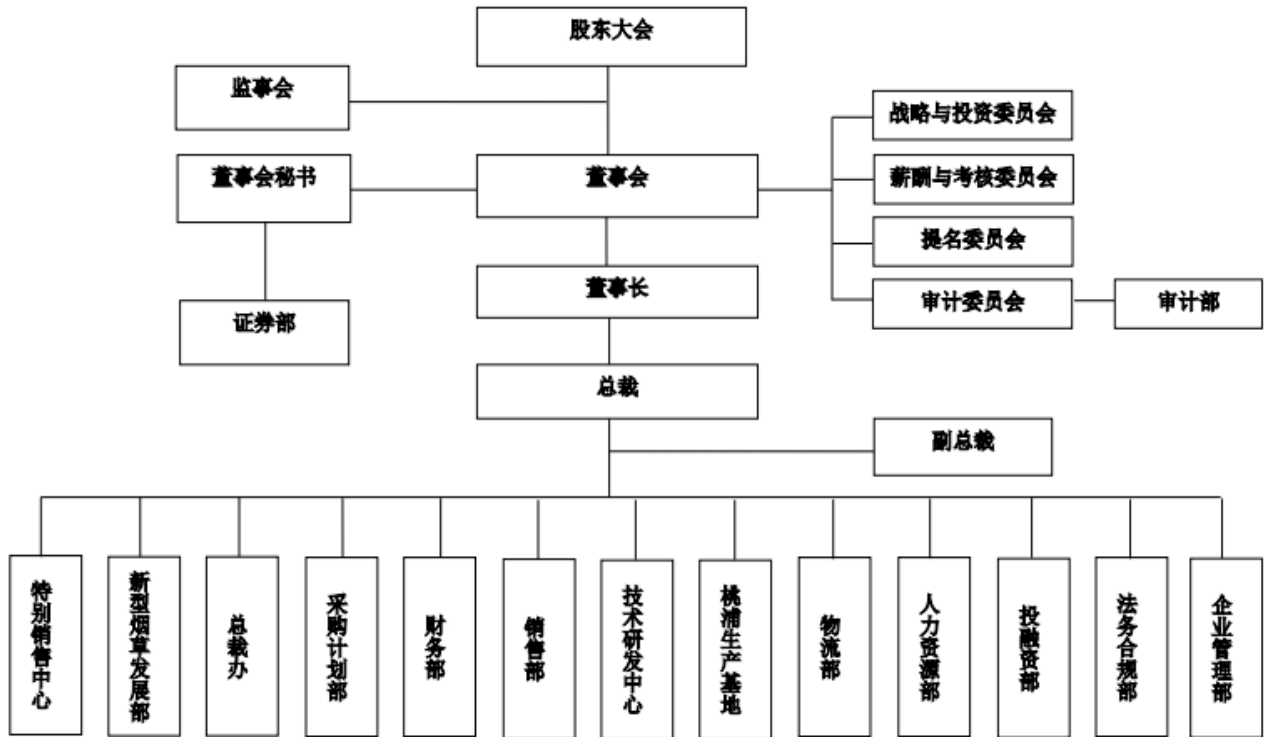 股东大会
监事会
战略与投资委员会
董事会秘书
董事会
薪酬与考核委员会
提名委员会
董事长
审计委员会
审计部
证券部
总裁
副总裁
特别销售中心
新型烟草发展部
总裁办
采购计划部
财务部
销售部
技术研发中心
桃浦生产基地
物流部
人力资源部
投融资部
法务合规部
企业管理部